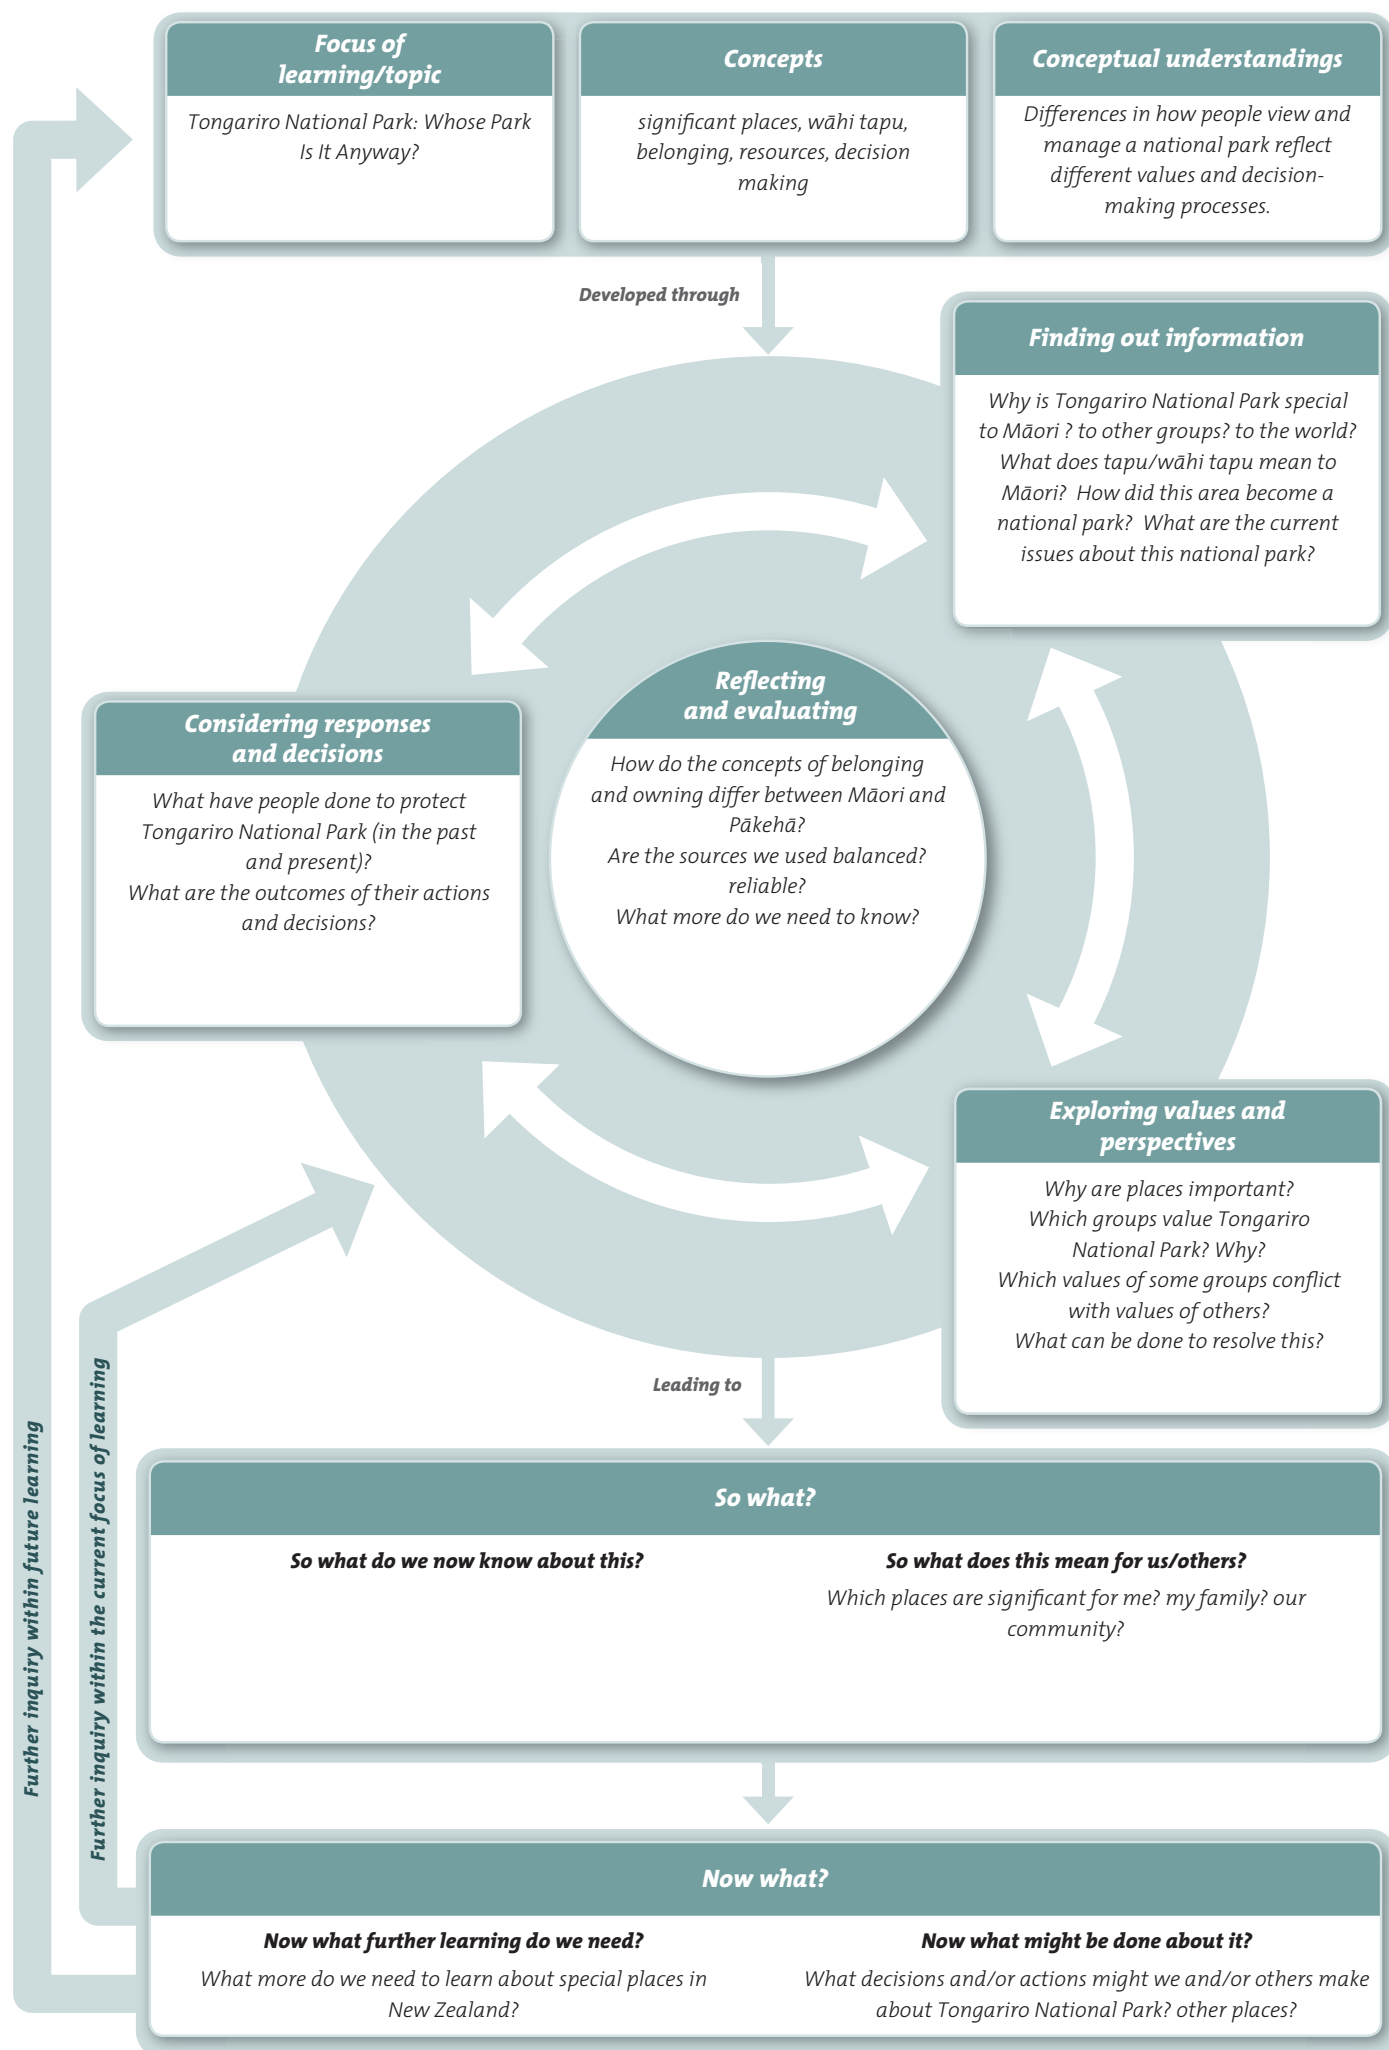 Focus of
learning/topic
Tongariro National Park: Whose Park
Is It Anyway?
Concepts
significant places, wāhi tapu,
belonging, resources, decision
making
Conceptual understandings
Differences in how people view and
manage a national park reflect
different values and decision-
making processes.
Developed through
Finding out information
Why is Tongariro National Park special
to Māori ? to other groups? to the world?
What does tapu/wāhi tapu mean to
Māori? How did this area become a
national park? What are the current
issues about this national park?
Reflecting
and evaluating
How do the concepts of belonging
and owning differ between Māori and
Pākehā?
Are the sources we used balanced?
reliable?
What more do we need to know?
Considering responses
and decisions
What have people done to protect
Tongariro National Park (in the past
and present)?
What are the outcomes of their actions
and decisions?
Exploring values and
perspectives
Why are places important?
Which groups value Tongariro
National Park? Why?
Which values of some groups conflict
with values of others?
What can be done to resolve this?
Leading to
So what?
So what do we now know about this?
So what does this mean for us/others?
Which places are significant for me? my family? our
community?
Now what?
Now what further learning do we need?
What more do we need to learn about special places in
New Zealand?
Now what might be done about it?
What decisions and/or actions might we and/or others make
about Tongariro National Park? other places?
Further inquiry within the current focus of learning
Further inquiry within future learning